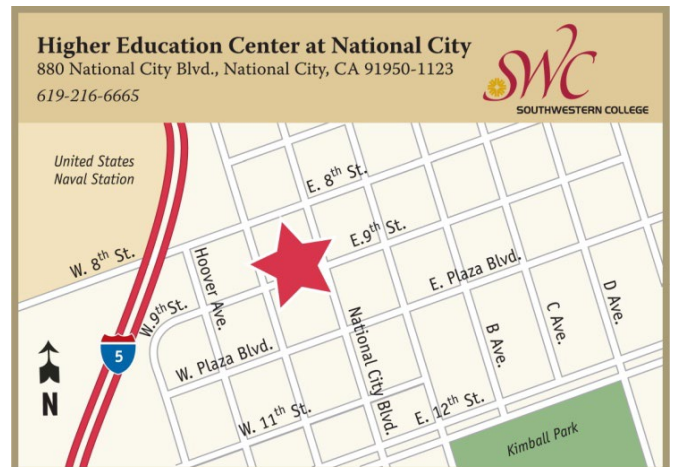 Higher Education Center at National City
880 National City Blvd., National City, CA 91950-1123
619-216-6665
SWC
SOUTHWESTERN COLLEGE
United States
Naval Station
E. 8th St.
E.9th St.
W. 8th St.
Hoover Ave.
E. Plaza Blvd.
W.9thSt.
National City Blvd.
D Ave.
C Ave.
B Ave.
5
W. Plaza Blvd.
N
W. 11th St.
E. 12th St.
Kimball Park